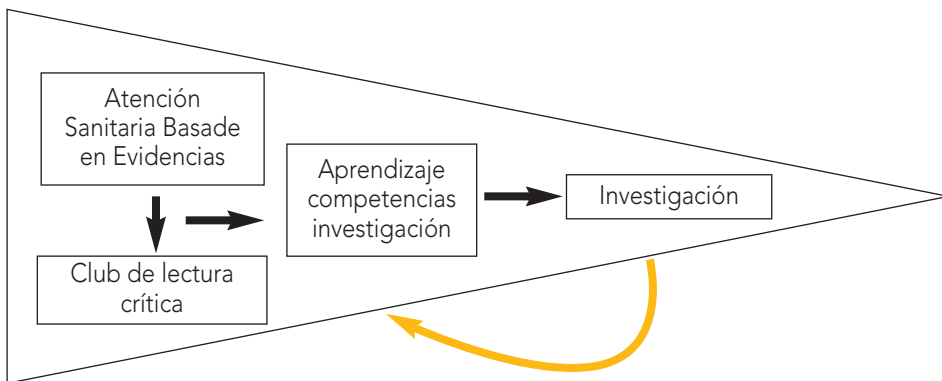 Atención
Sanitaria Basade
en Evidencias
Club de lectura
crítica
Aprendizaje
competencias
investigación
Investigación